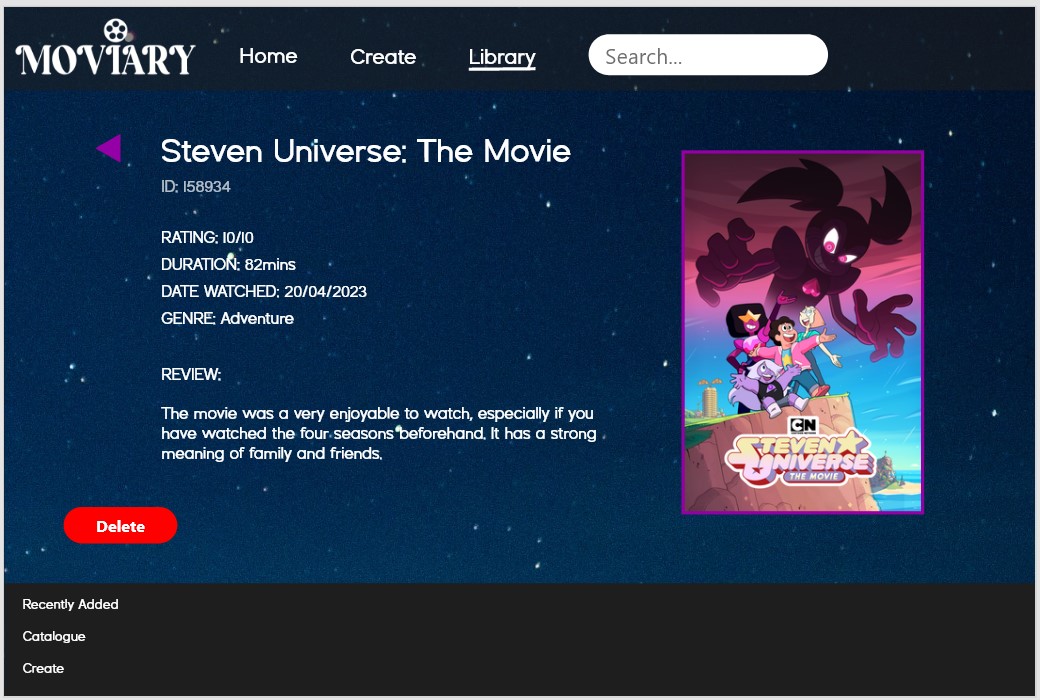 MOVIARY
Home
Create
Library
Search...
Steven Universe: The Movie
ID: 158934
RATING: 10/10
DURATION: 82mins
DATE WATCHED: 20/04/2023
GENRE: Adventure
REVIEW:
The movie was a very enjoyable to watch, especially if you
have watched the four seasons beforehand. It has a strong
meaning of family and friends.
CN
STEVEN
UNIVERSE
THE MOVIE
Delete
Recently Added
Catalogue
Create